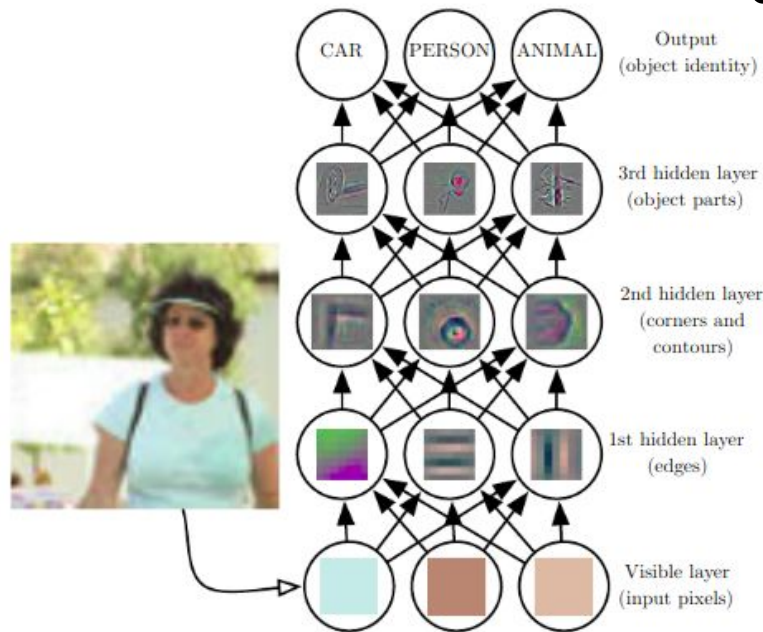 CAR
PERSON
ANIMAL
Output
(object identity)
3rd hidden layer
(object parts)
2nd hidden layer
(corners and
contours)
1st hidden layer
(edges)
Visible layer
(input pixels)